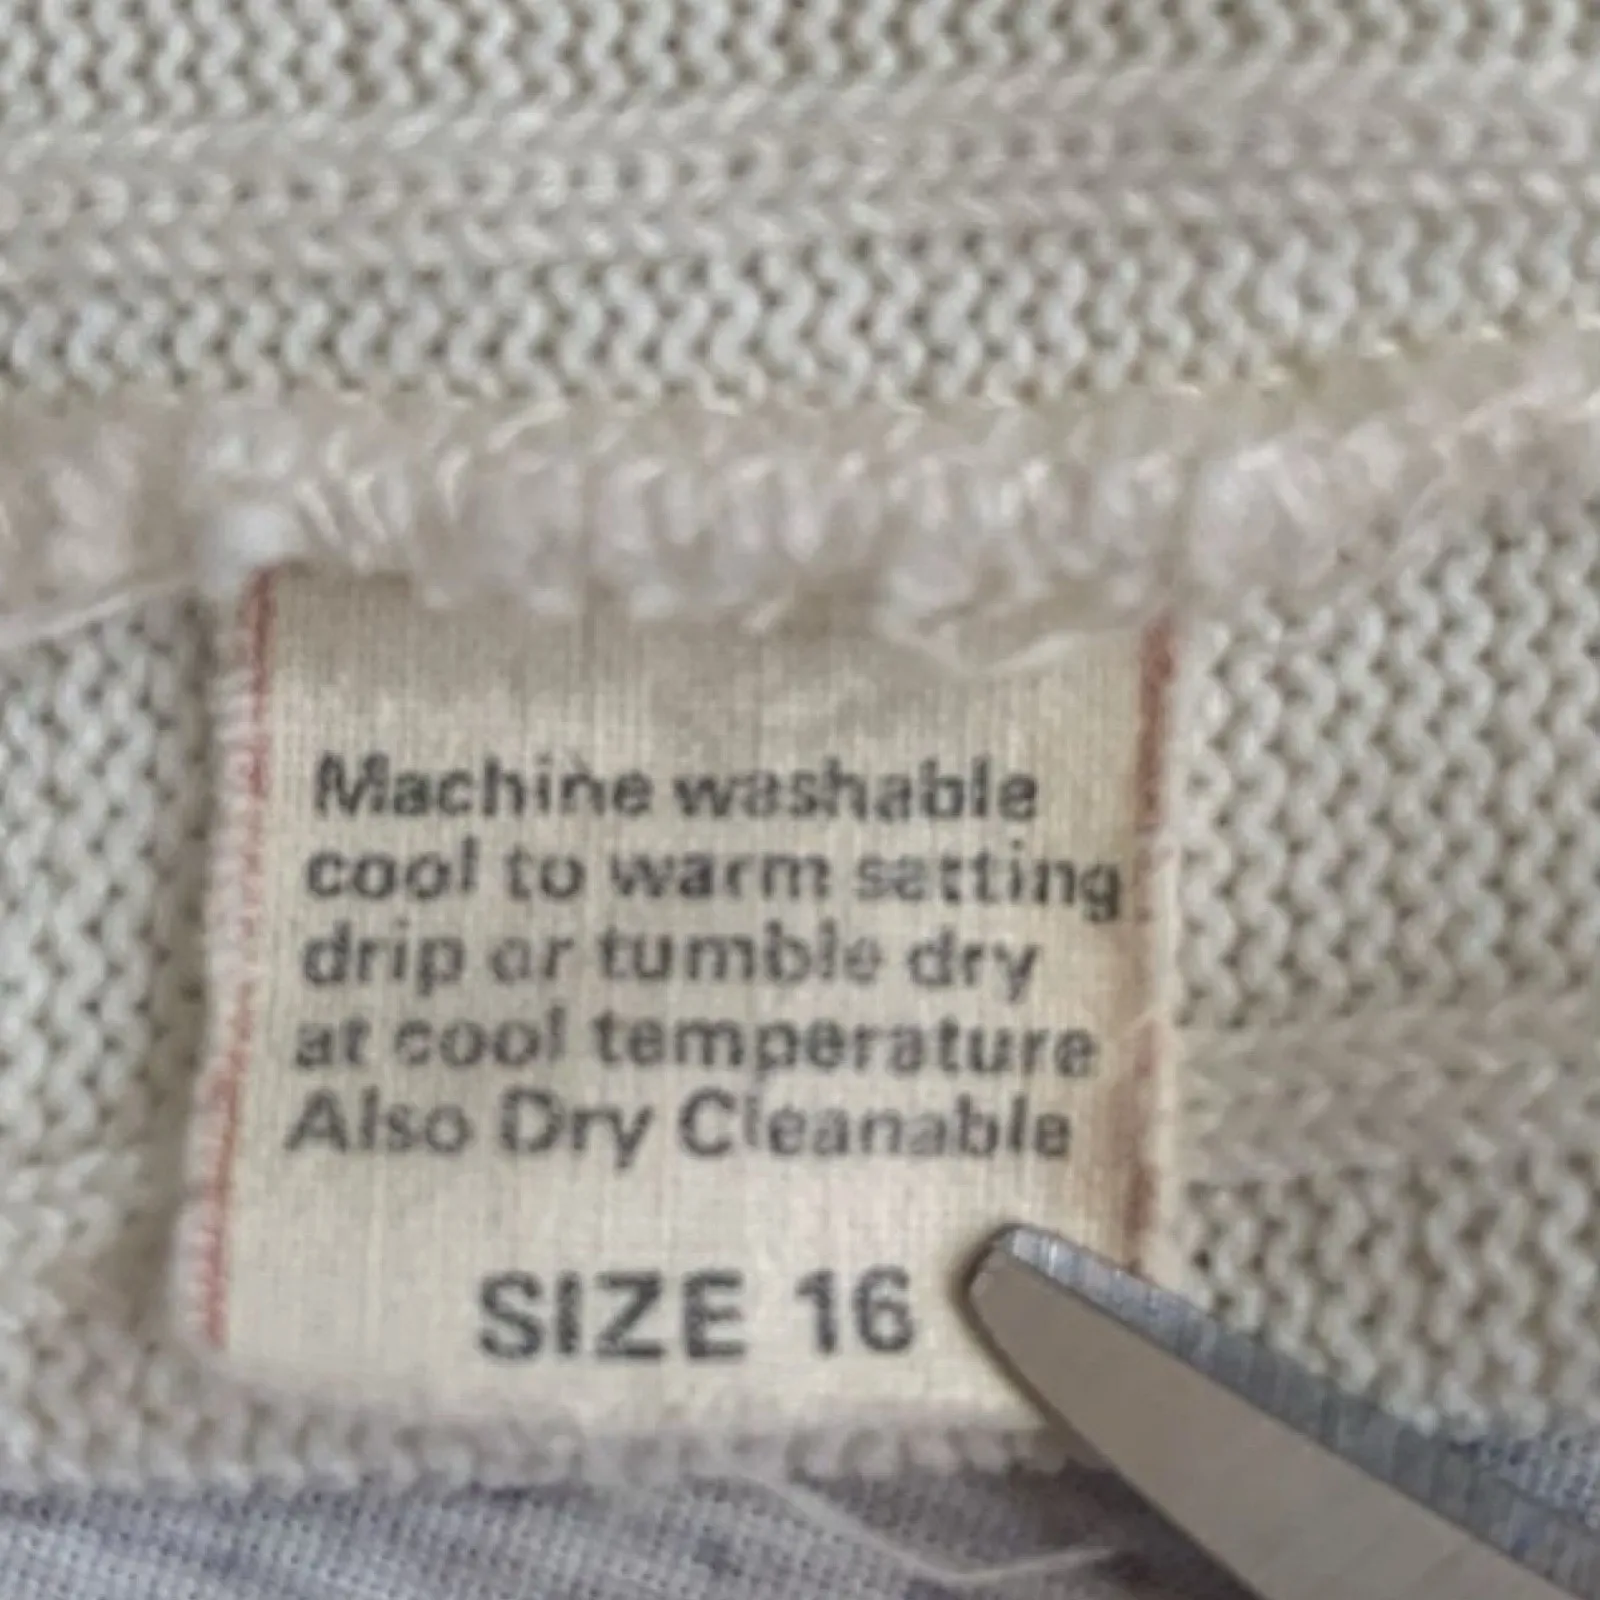 Machine washable
cool to warm setting
drip or tumble dry
at cool temperature
Also Dry Cleanable
SIZE 16